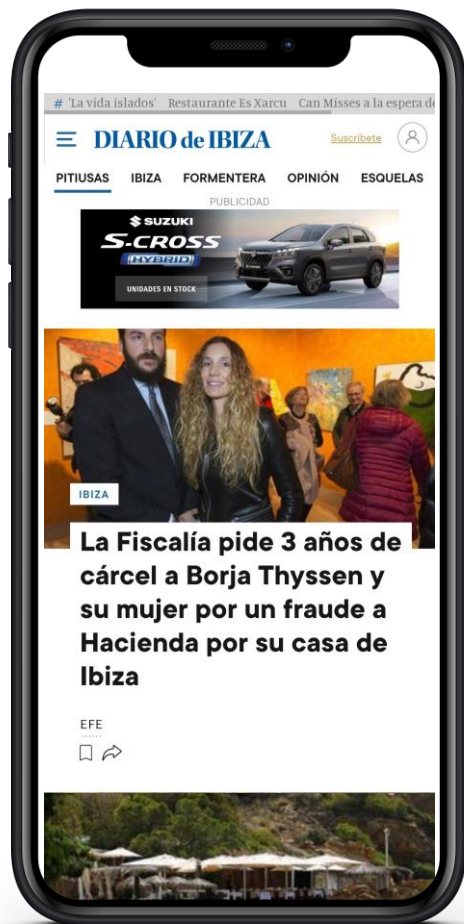 # 'La vida islados' Restaurante Es Xarcu Can Misses a la espera de
DIARIO de IBIZA
Suscríbete
PITIUSAS IBIZA FORMENTERA OPINIÓN ESQUELAS
PUBLICIDAD
SUZUKI
S-CROSS
HYBRID
UNIDADES EN STOCK
IBIZA
La Fiscalía pide 3 años de
cárcel a Borja Thyssen y
su mujer por un fraude a
Hacienda por su casa de
Ibiza
EFE